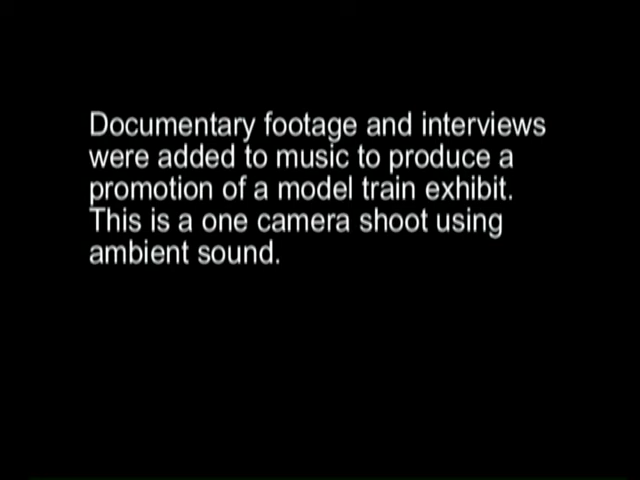 Documentary footage and interviews
were added to music to produce a
promotion of a model train exhibit.
This is a one camera shoot using
ambient sound.